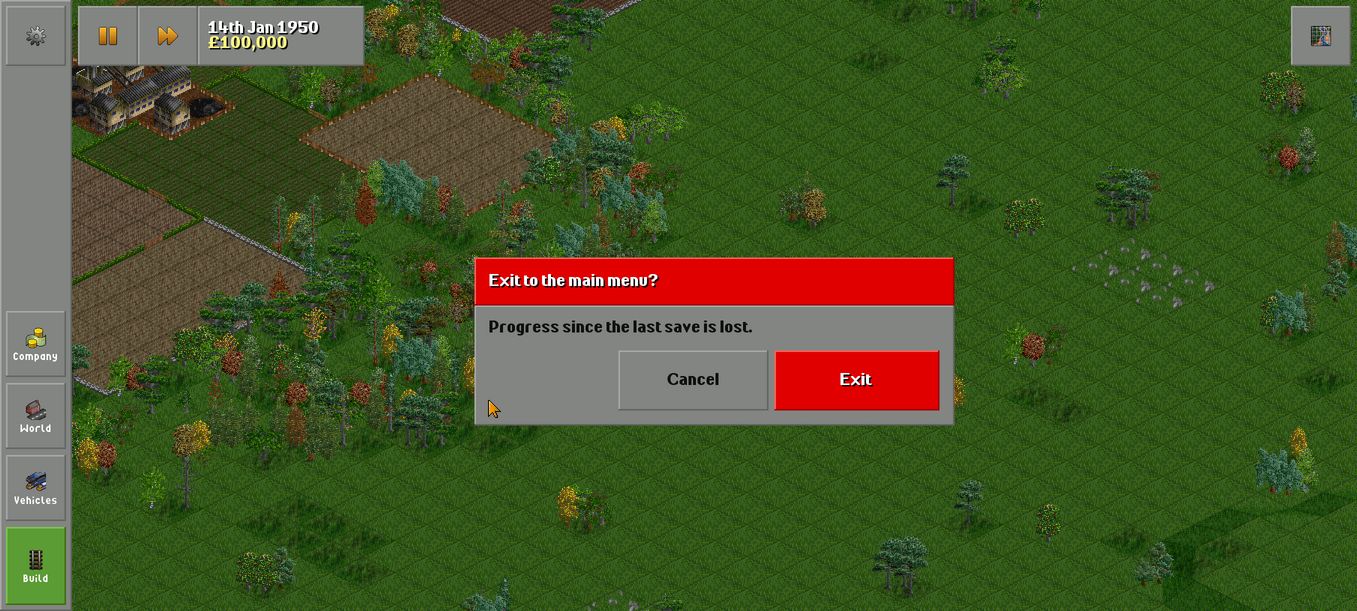 14th Jan 1950
£100,000
Exit to the main menu?
Progress since the last save is lost.
Cancel
Exit
Company
World
Vehicles
Build